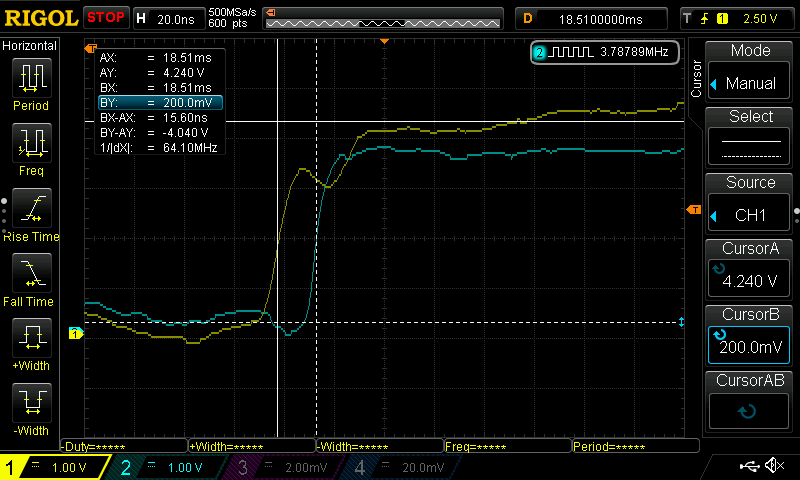 RIGOL STOP H 20.0ns 500MSa/s 600 pts D 18.5100000ms T 1 2.50 V
Horizontal
Period
Freq
Rise Time
Fall Time
+Width
-Width
T
AX: = 18.51ms
AY: = 4.240 V
BX: = 18.51ms
BY: = 200.0mV
BX-AX: = 15.60ns
BY-AY: = -4.040 V
1/|dX|: = 64.10MHz
2 3.78789MHz
T
1
Cursor
Mode
Manual
Select
Source
CH1
CursorA
4.240 V
CursorB
200.0mV
CursorAB
-Duty=***** +Width=***** -Width=***** Freq=***** Period=*****
1 = 1.00 V 2 = 1.00 V 3 = 2.00mV 4 = 20.0mV